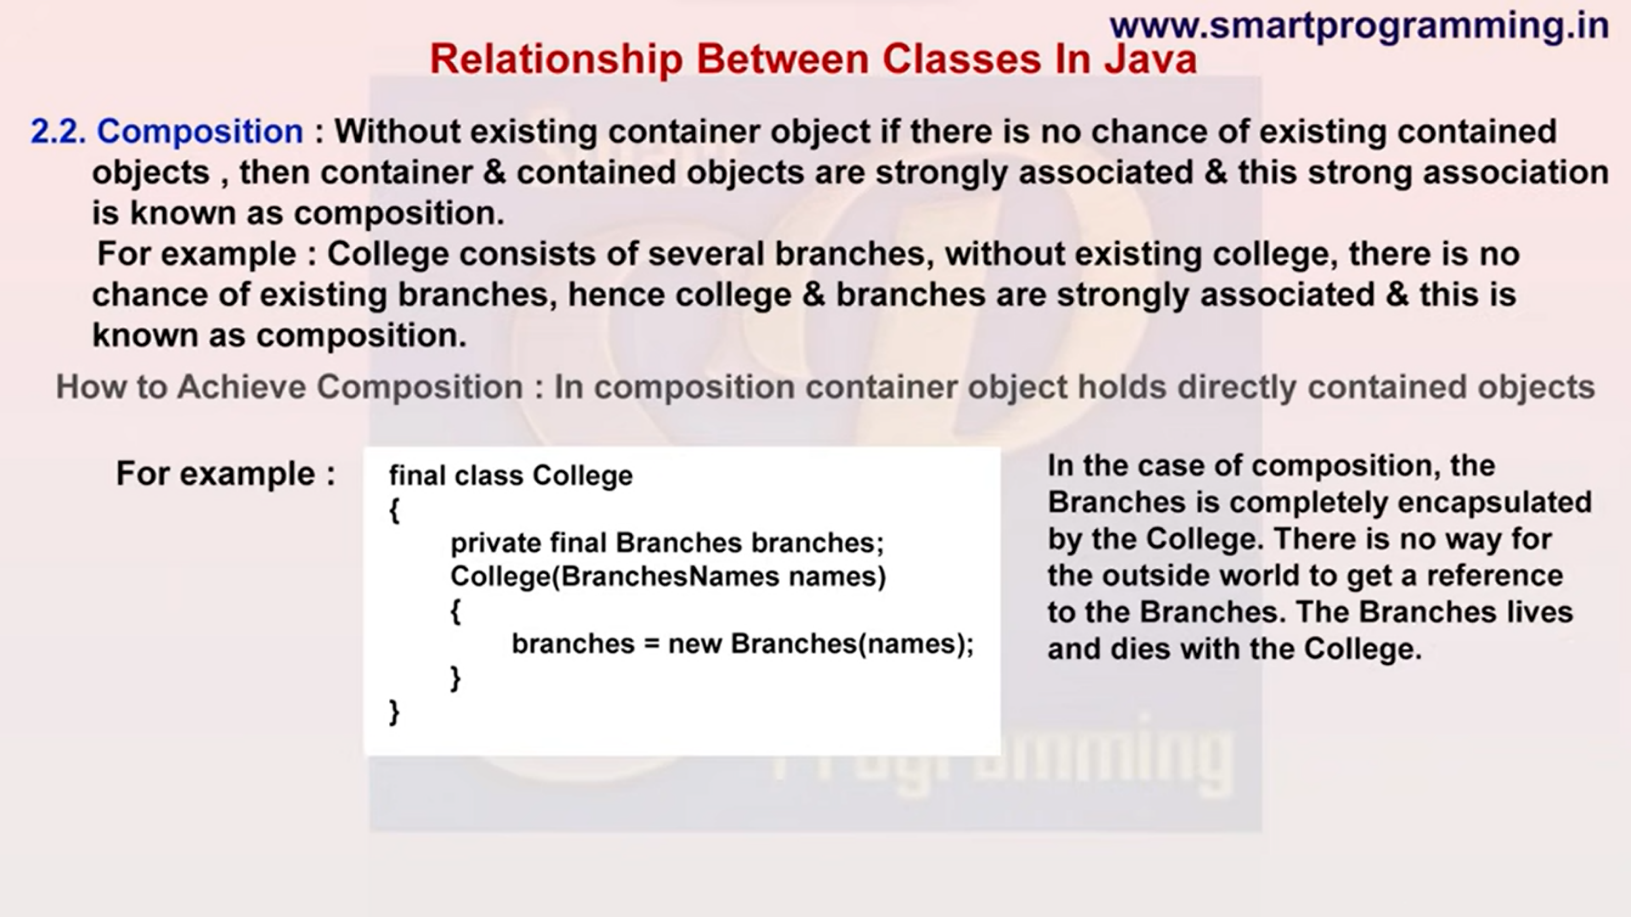 www.smartprogramming.in
Relationship Between Classes In Java
2.2. Composition : Without existing container object if there is no chance of existing contained
objects , then container & contained objects are strongly associated & this strong association
is known as composition.
For example : College consists of several branches, without existing college, there is no
chance of existing branches, hence college & branches are strongly associated & this is
known as composition.
How to Achieve Composition : In composition container object holds directly contained objects
For example :
final class College
{
private final Branches branches;
College(BranchesNames names)
{
branches = new Branches(names);
}
}
In the case of composition, the
Branches is completely encapsulated
by the College. There is no way for
the outside world to get a reference
to the Branches. The Branches lives
and dies with the College.
Programming